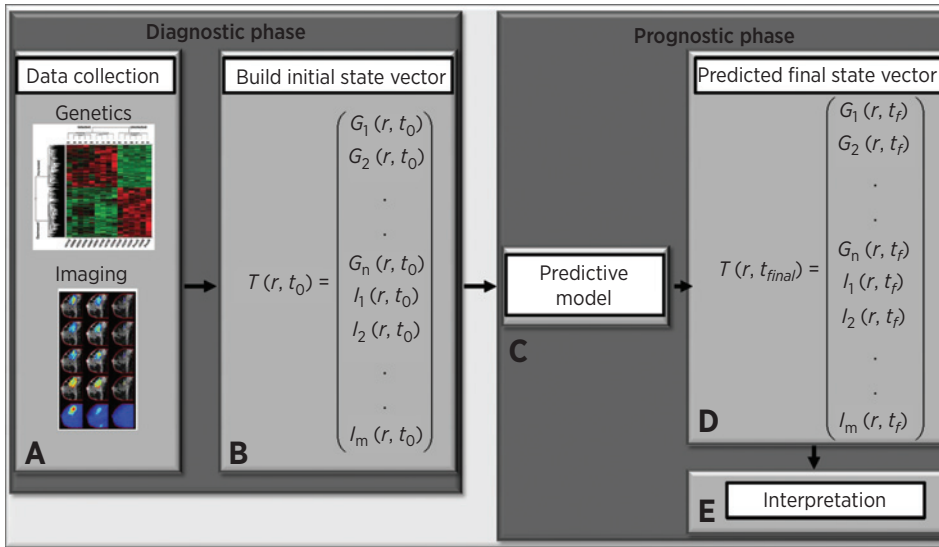 Diagnostic phase
Data collection
Genetics
Imaging
A
Build initial state vector
T (r, t0) =
G1 (r, t0)
G2 (r, t0)
.
.
Gn (r, t0)
I1 (r, t0)
I2 (r, t0)
.
.
Im (r, t0)
B
Prognostic phase
Predictive
model
C
Predicted final state vector
T (r, tfinal) =
G1 (r, tf)
G2 (r, tf)
.
.
Gn (r, tf)
I1 (r, tf)
I2 (r, tf)
.
.
Im (r, tf)
D
E
Interpretation